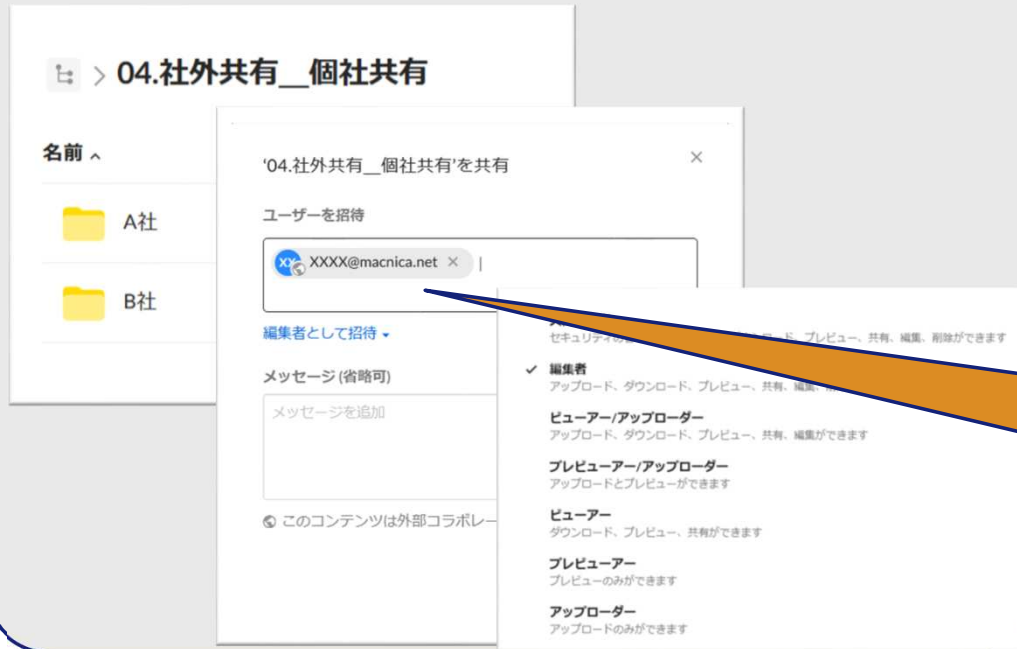 > 04.社外共有__個社共有
名前
A社
B社
'04.社外共有__個社共有'を共有
×
ユーザーを招待
XX XXXX@macnica.net ×
編集者として招待
メッセージ (省略可)
メッセージを追加
このコンテンツは外部コラボレー
セキュリティの
ロード、プレビュー、共有、編集、削除ができます
編集者
アップロード、ダウンロード、プレビュー、共有、編集、
ビューアー/アップローダー
アップロード、ダウンロード、プレビュー、共有、編集ができます
プレビューアー/アップローダー
アップロードとプレビューができます
ビューアー
ダウンロード、プレビュー、共有ができます
プレビューアー
プレビューのみができます
アップローダー
アップロードのみができます